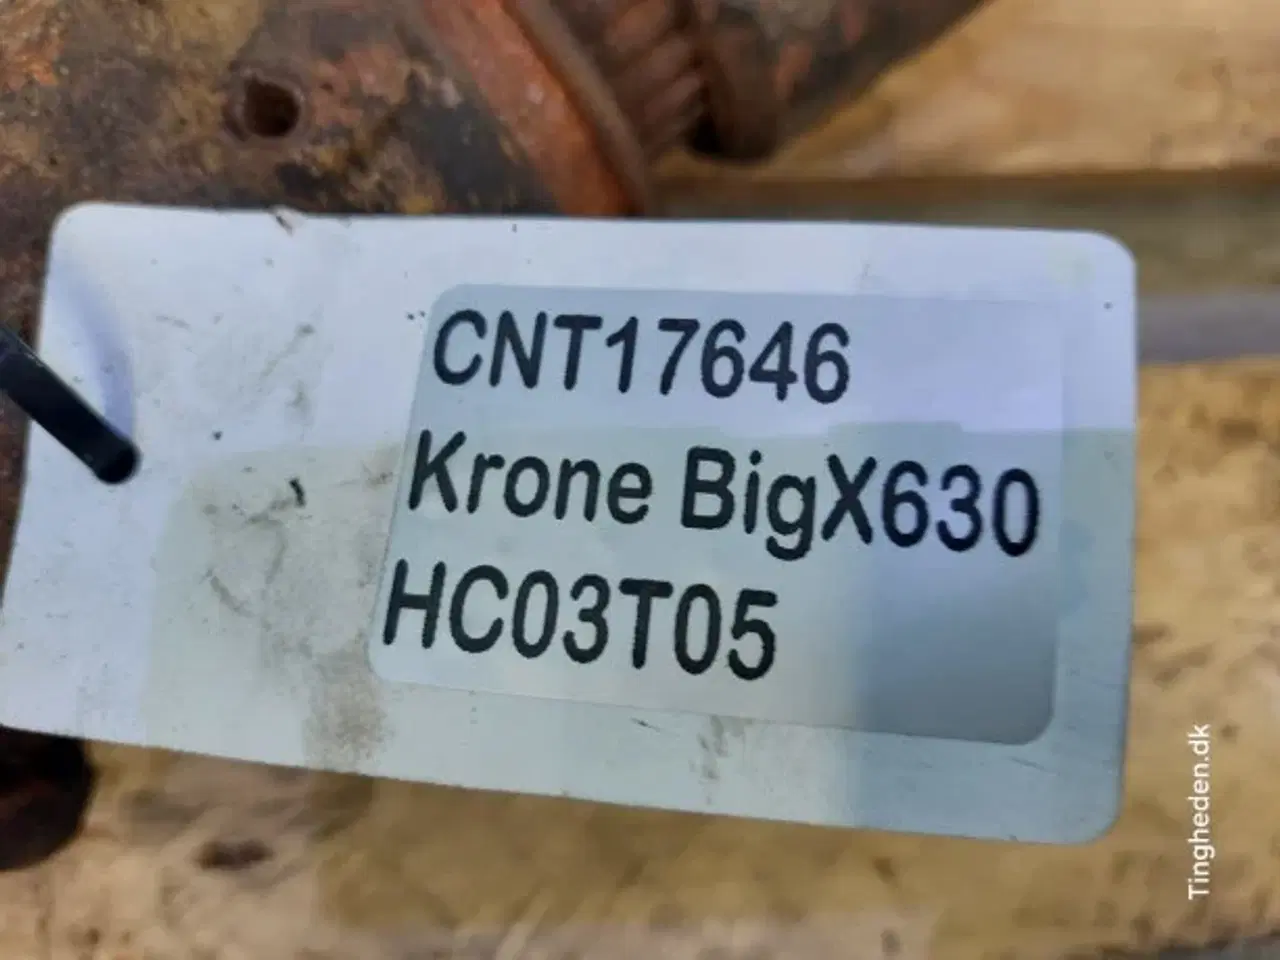 CNT17646
Krone BigX630
HC03T05
Tingheden.dk